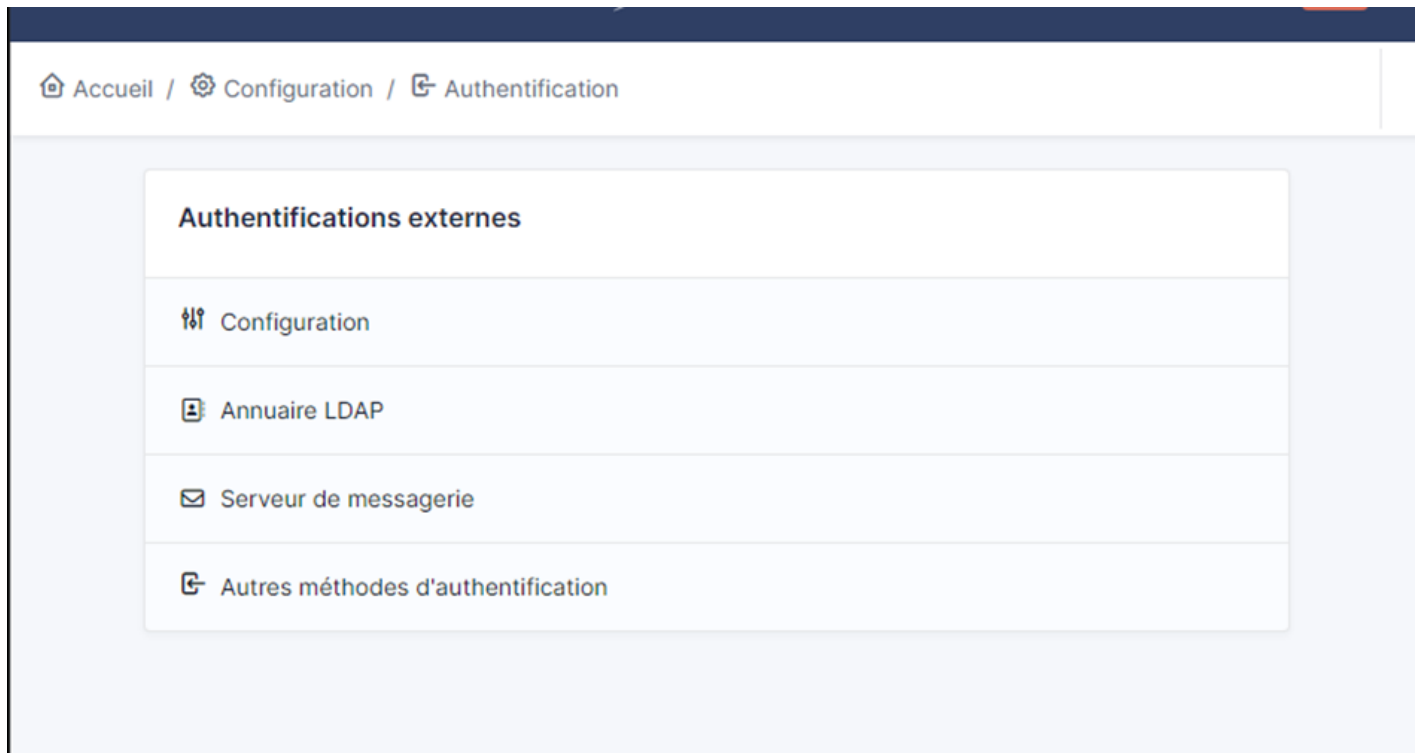 Accueil / Configuration / Authentification
Authentifications externes
Configuration
Annuaire LDAP
Serveur de messagerie
Autres méthodes d'authentification